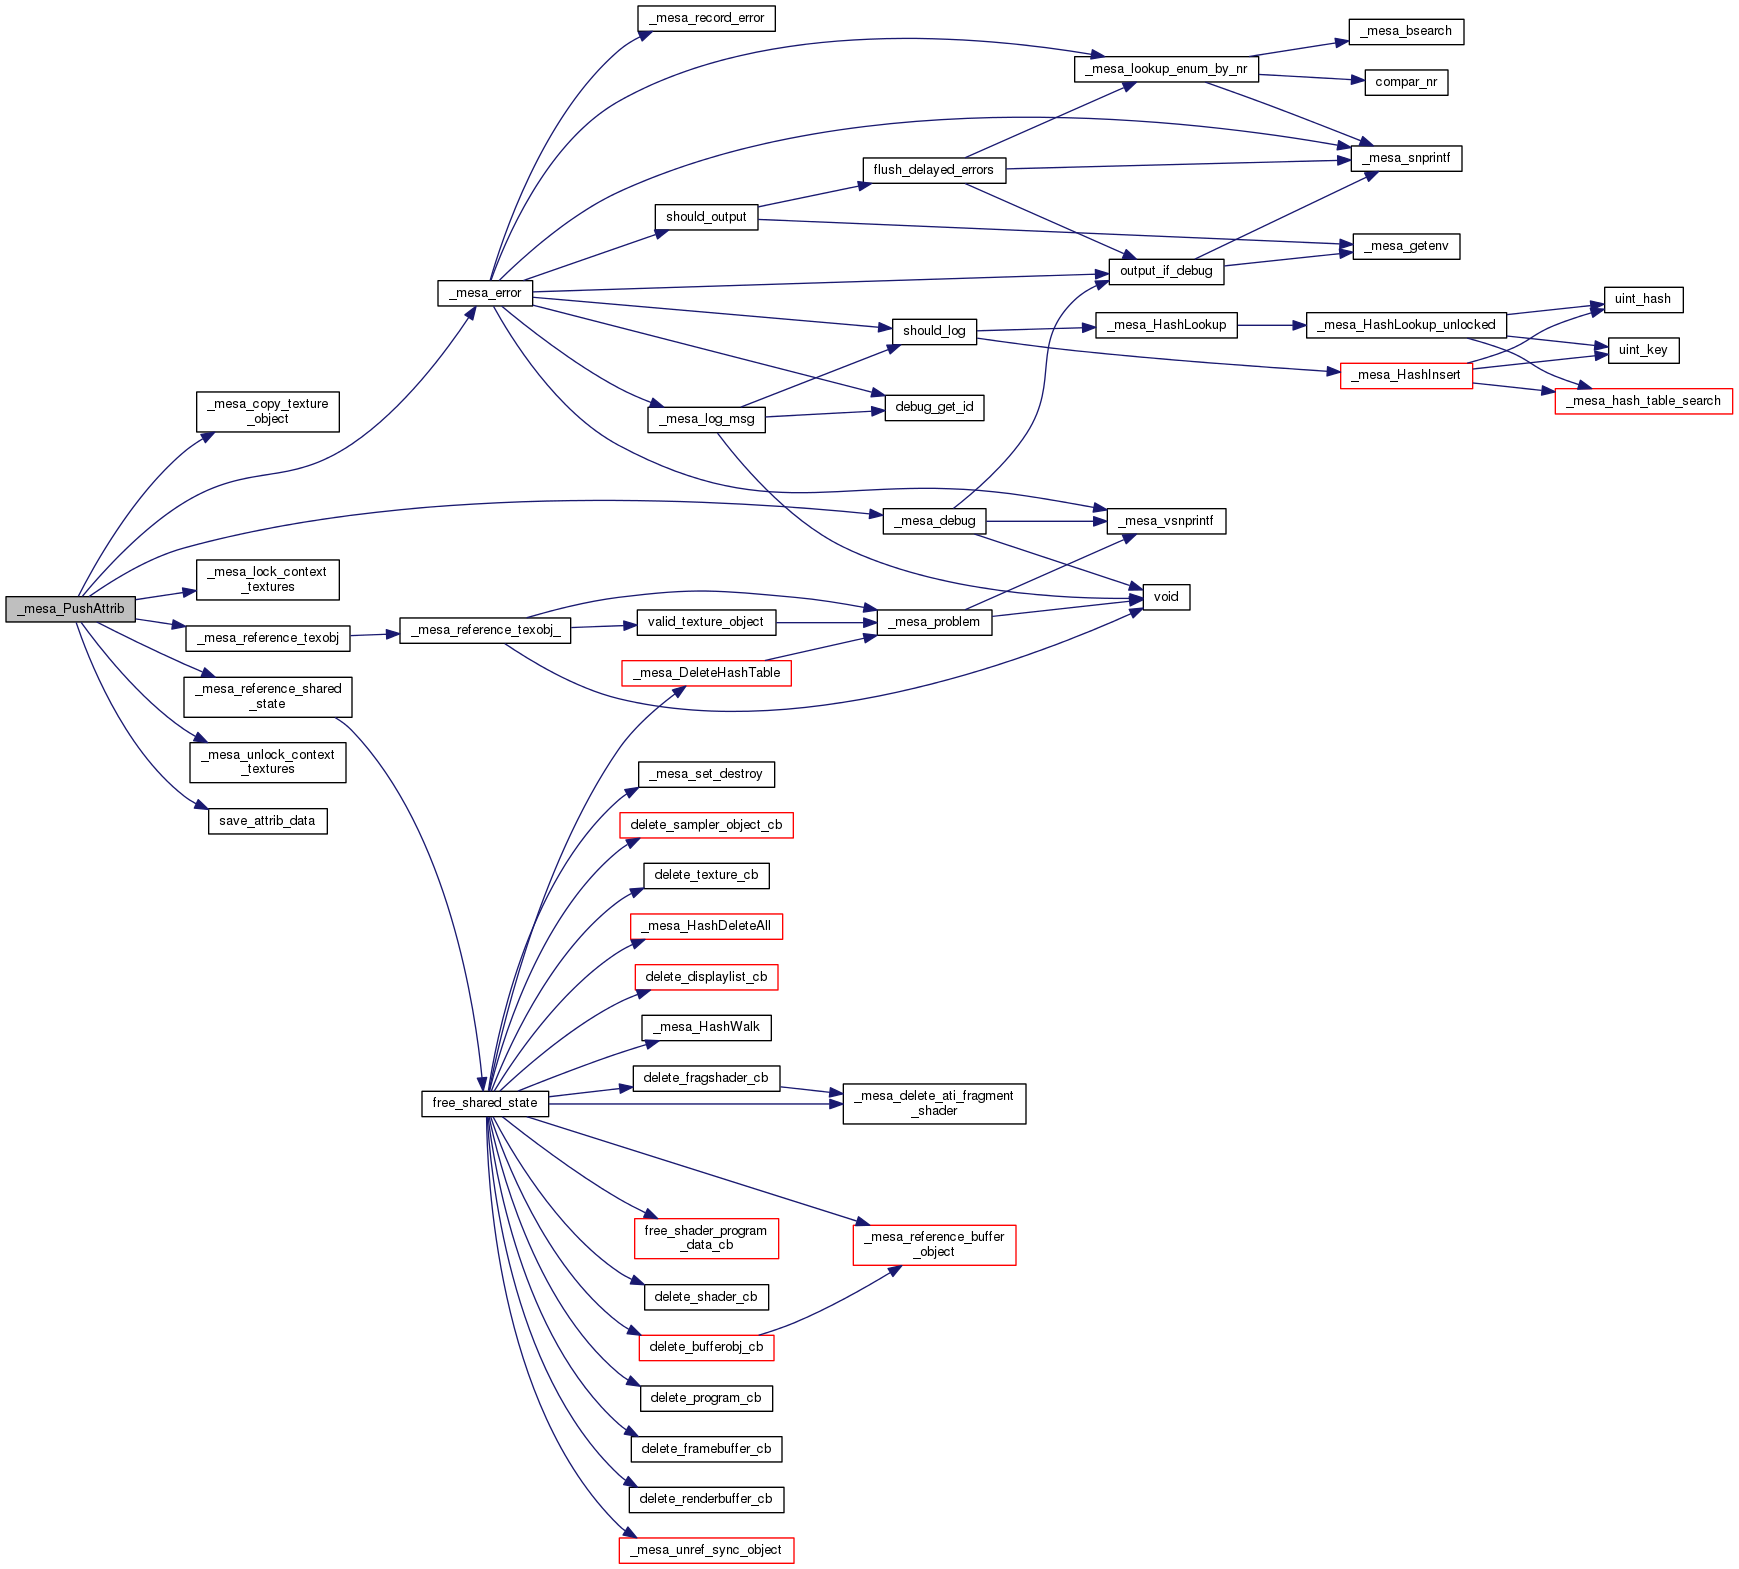 _mesa_PushAttrib
_mesa_copy_texture
_object
_mesa_lock_context
_textures
_mesa_reference_texobj
_mesa_reference_shared
_state
_mesa_unlock_context
_textures
save_attrib_data
_mesa_error
_mesa_reference_texobj_
free_shared_state
_mesa_record_error
should_output
_mesa_log_msg
valid_texture_object
_mesa_DeleteHashTable
_mesa_set_destroy
delete_sampler_object_cb
delete_texture_cb
_mesa_HashDeleteAll
delete_displaylist_cb
_mesa_HashWalk
delete_fragshader_cb
free_shader_program
_data_cb
delete_shader_cb
delete_bufferobj_cb
delete_program_cb
delete_framebuffer_cb
delete_renderbuffer_cb
_mesa_unref_sync_object
flush_delayed_errors
should_log
debug_get_id
_mesa_debug
_mesa_problem
_mesa_delete_ati_fragment
_shader
_mesa_reference_buffer
_object
_mesa_lookup_enum_by_nr
output_if_debug
_mesa_HashLookup
_mesa_vsnprintf
void
_mesa_bsearch
compar_nr
_mesa_snprintf
_mesa_getenv
_mesa_HashLookup_unlocked
_mesa_HashInsert
uint_hash
uint_key
_mesa_hash_table_search